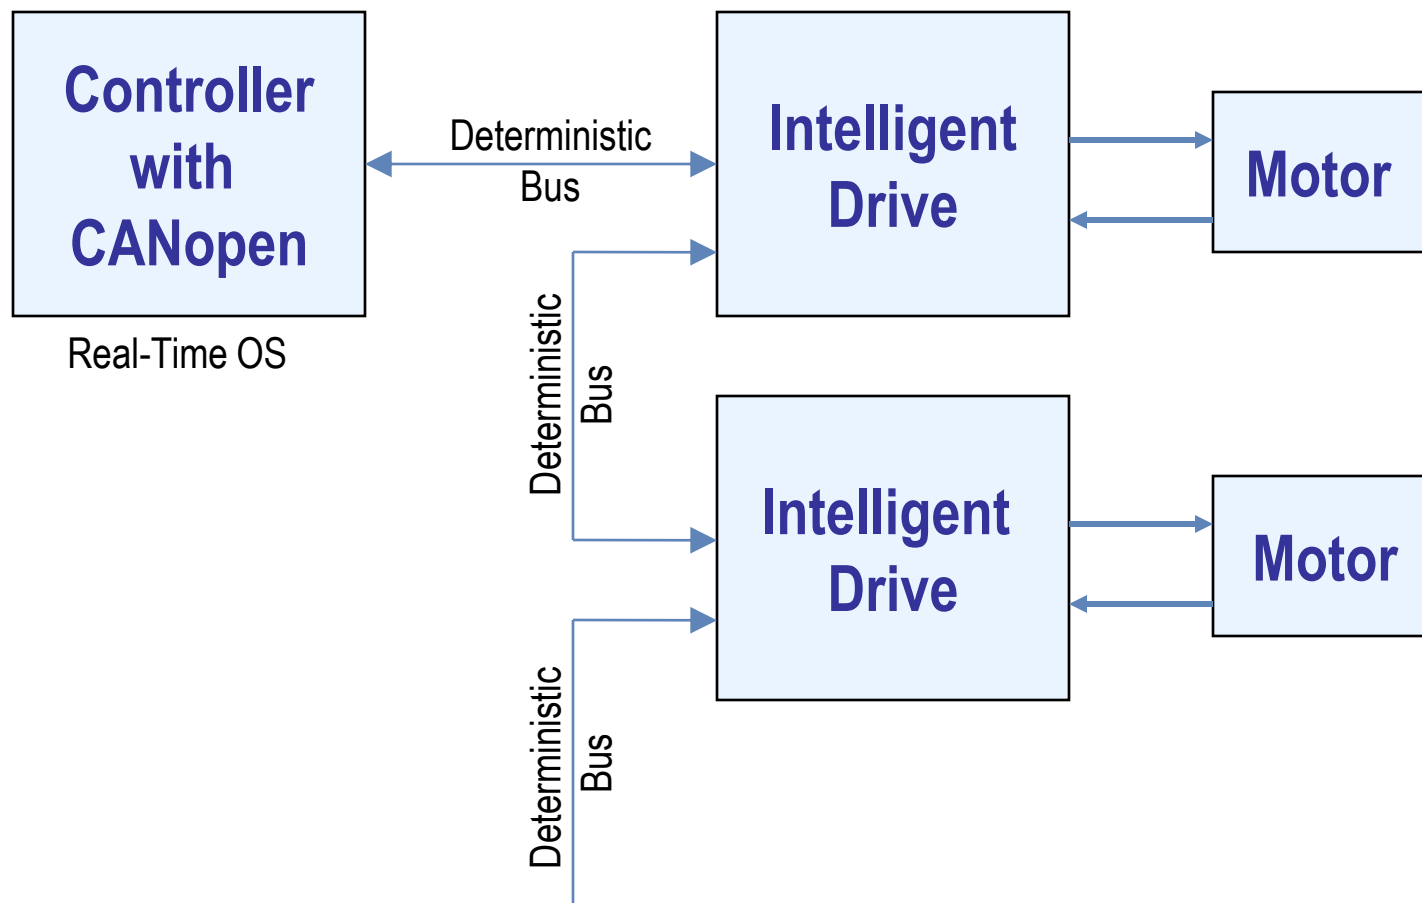 Controller
with
CANopen
Real-Time OS
Deterministic
Bus
Intelligent
Drive
Motor
Deterministic
Bus
Intelligent
Drive
Motor
Deterministic
Bus